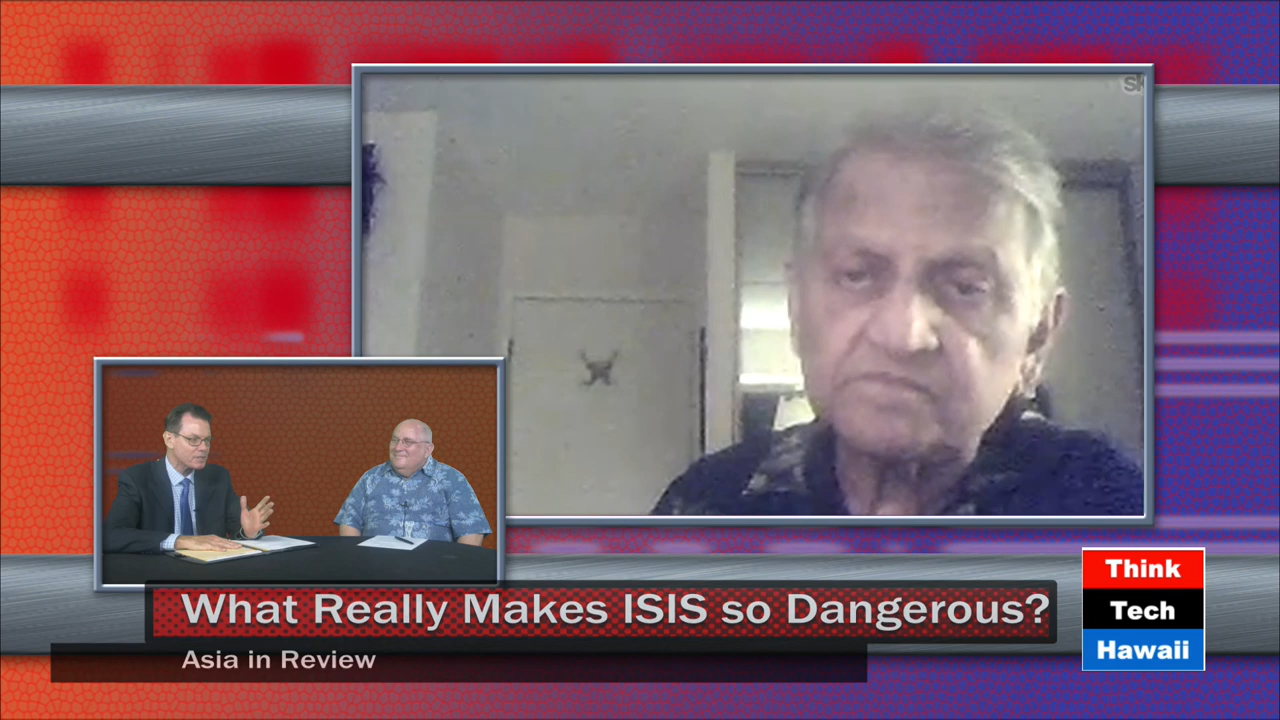 What Really Makes ISIS so Dangerous?
Asia in Review
Think
Tech
Hawaii